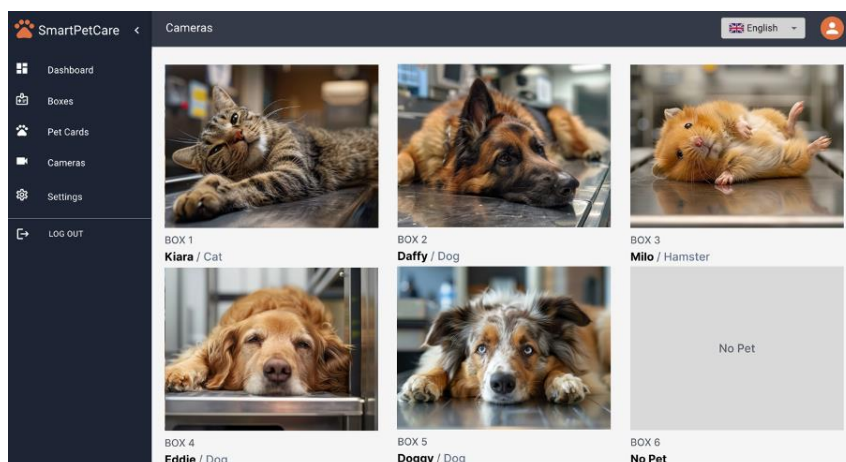 SmartPetCare
Cameras
English
Dashboard
Boxes
Pet Cards
Cameras
Settings
LOG OUT
BOX 1
Kiara / Cat
BOX 2
Daffy / Dog
BOX 3
Milo / Hamster
No Pet
BOX 4
Eddie / Dog
BOX 5
Doggy / Dog
BOX 6
No Pet